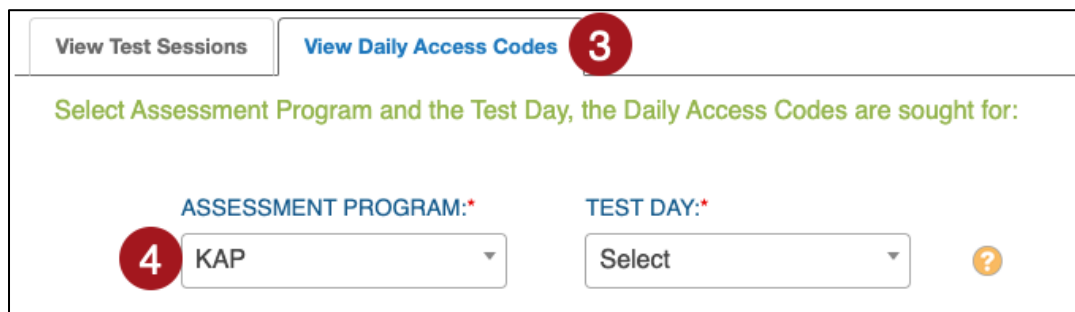 View Test Sessions View Daily Access Codes 3
Select Assessment Program and the Test Day, the Daily Access Codes are sought for:
ASSESSMENT PROGRAM:* TEST DAY:*
4 KAP Select ?